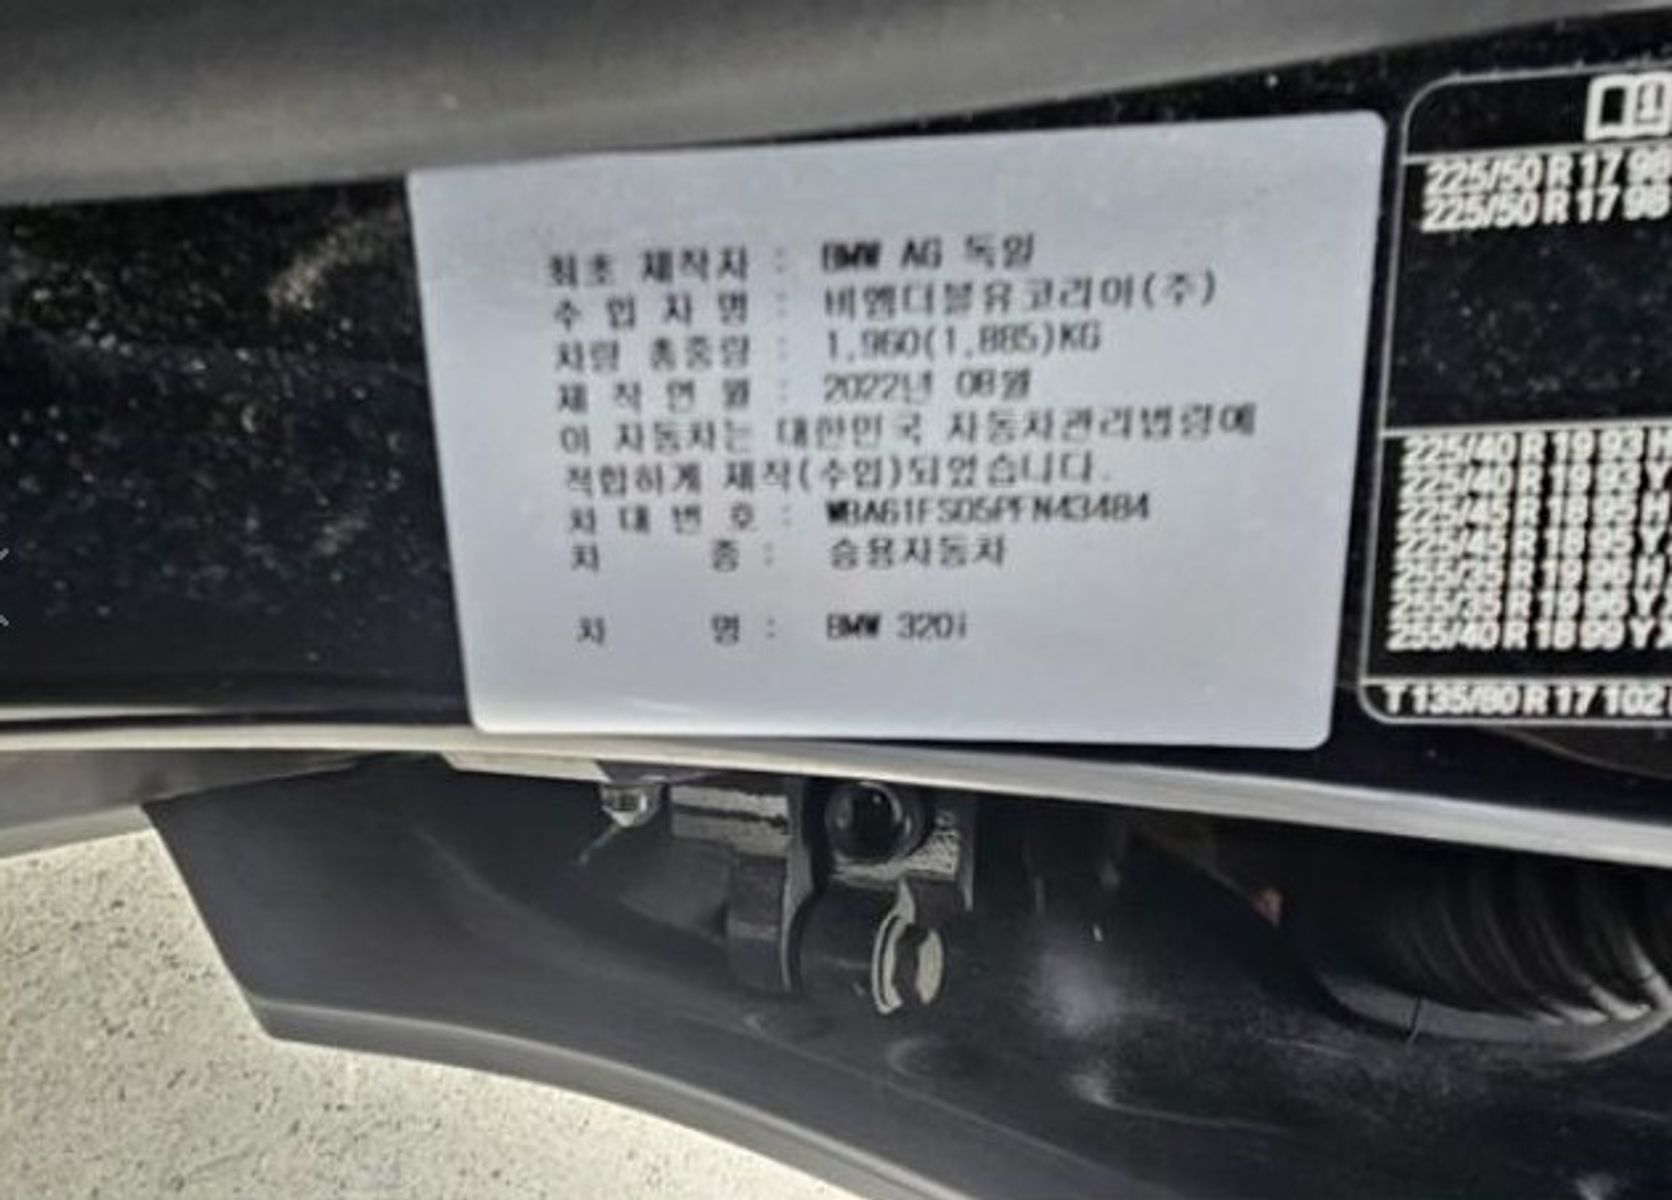 최초 제작자 : BMW AG 독일
수 입 자 명 : 비엠더블유코리아(주)
차량 총중량 : 1,960(1,885)KG
제 작 연 월 : 2022년 08월
이 자동차는 대한민국 자동차관리법령에
적합하게 제작(수입)되었습니다.
차 대 번 호 : WBA61FS05PFN43484
차 종 : 승용자동차
차 명 : BMW 320i
225/50 R 17 98
225/50 R 17 98
225/40 R 19 93 H
225/40 R 19 93 Y
225/45 R 18 95 H
225/45 R 18 95 Y
255/35 R 19 96 H
255/35 R 19 96 Y
255/40 R 18 99 Y
T 135/80 R 17 102